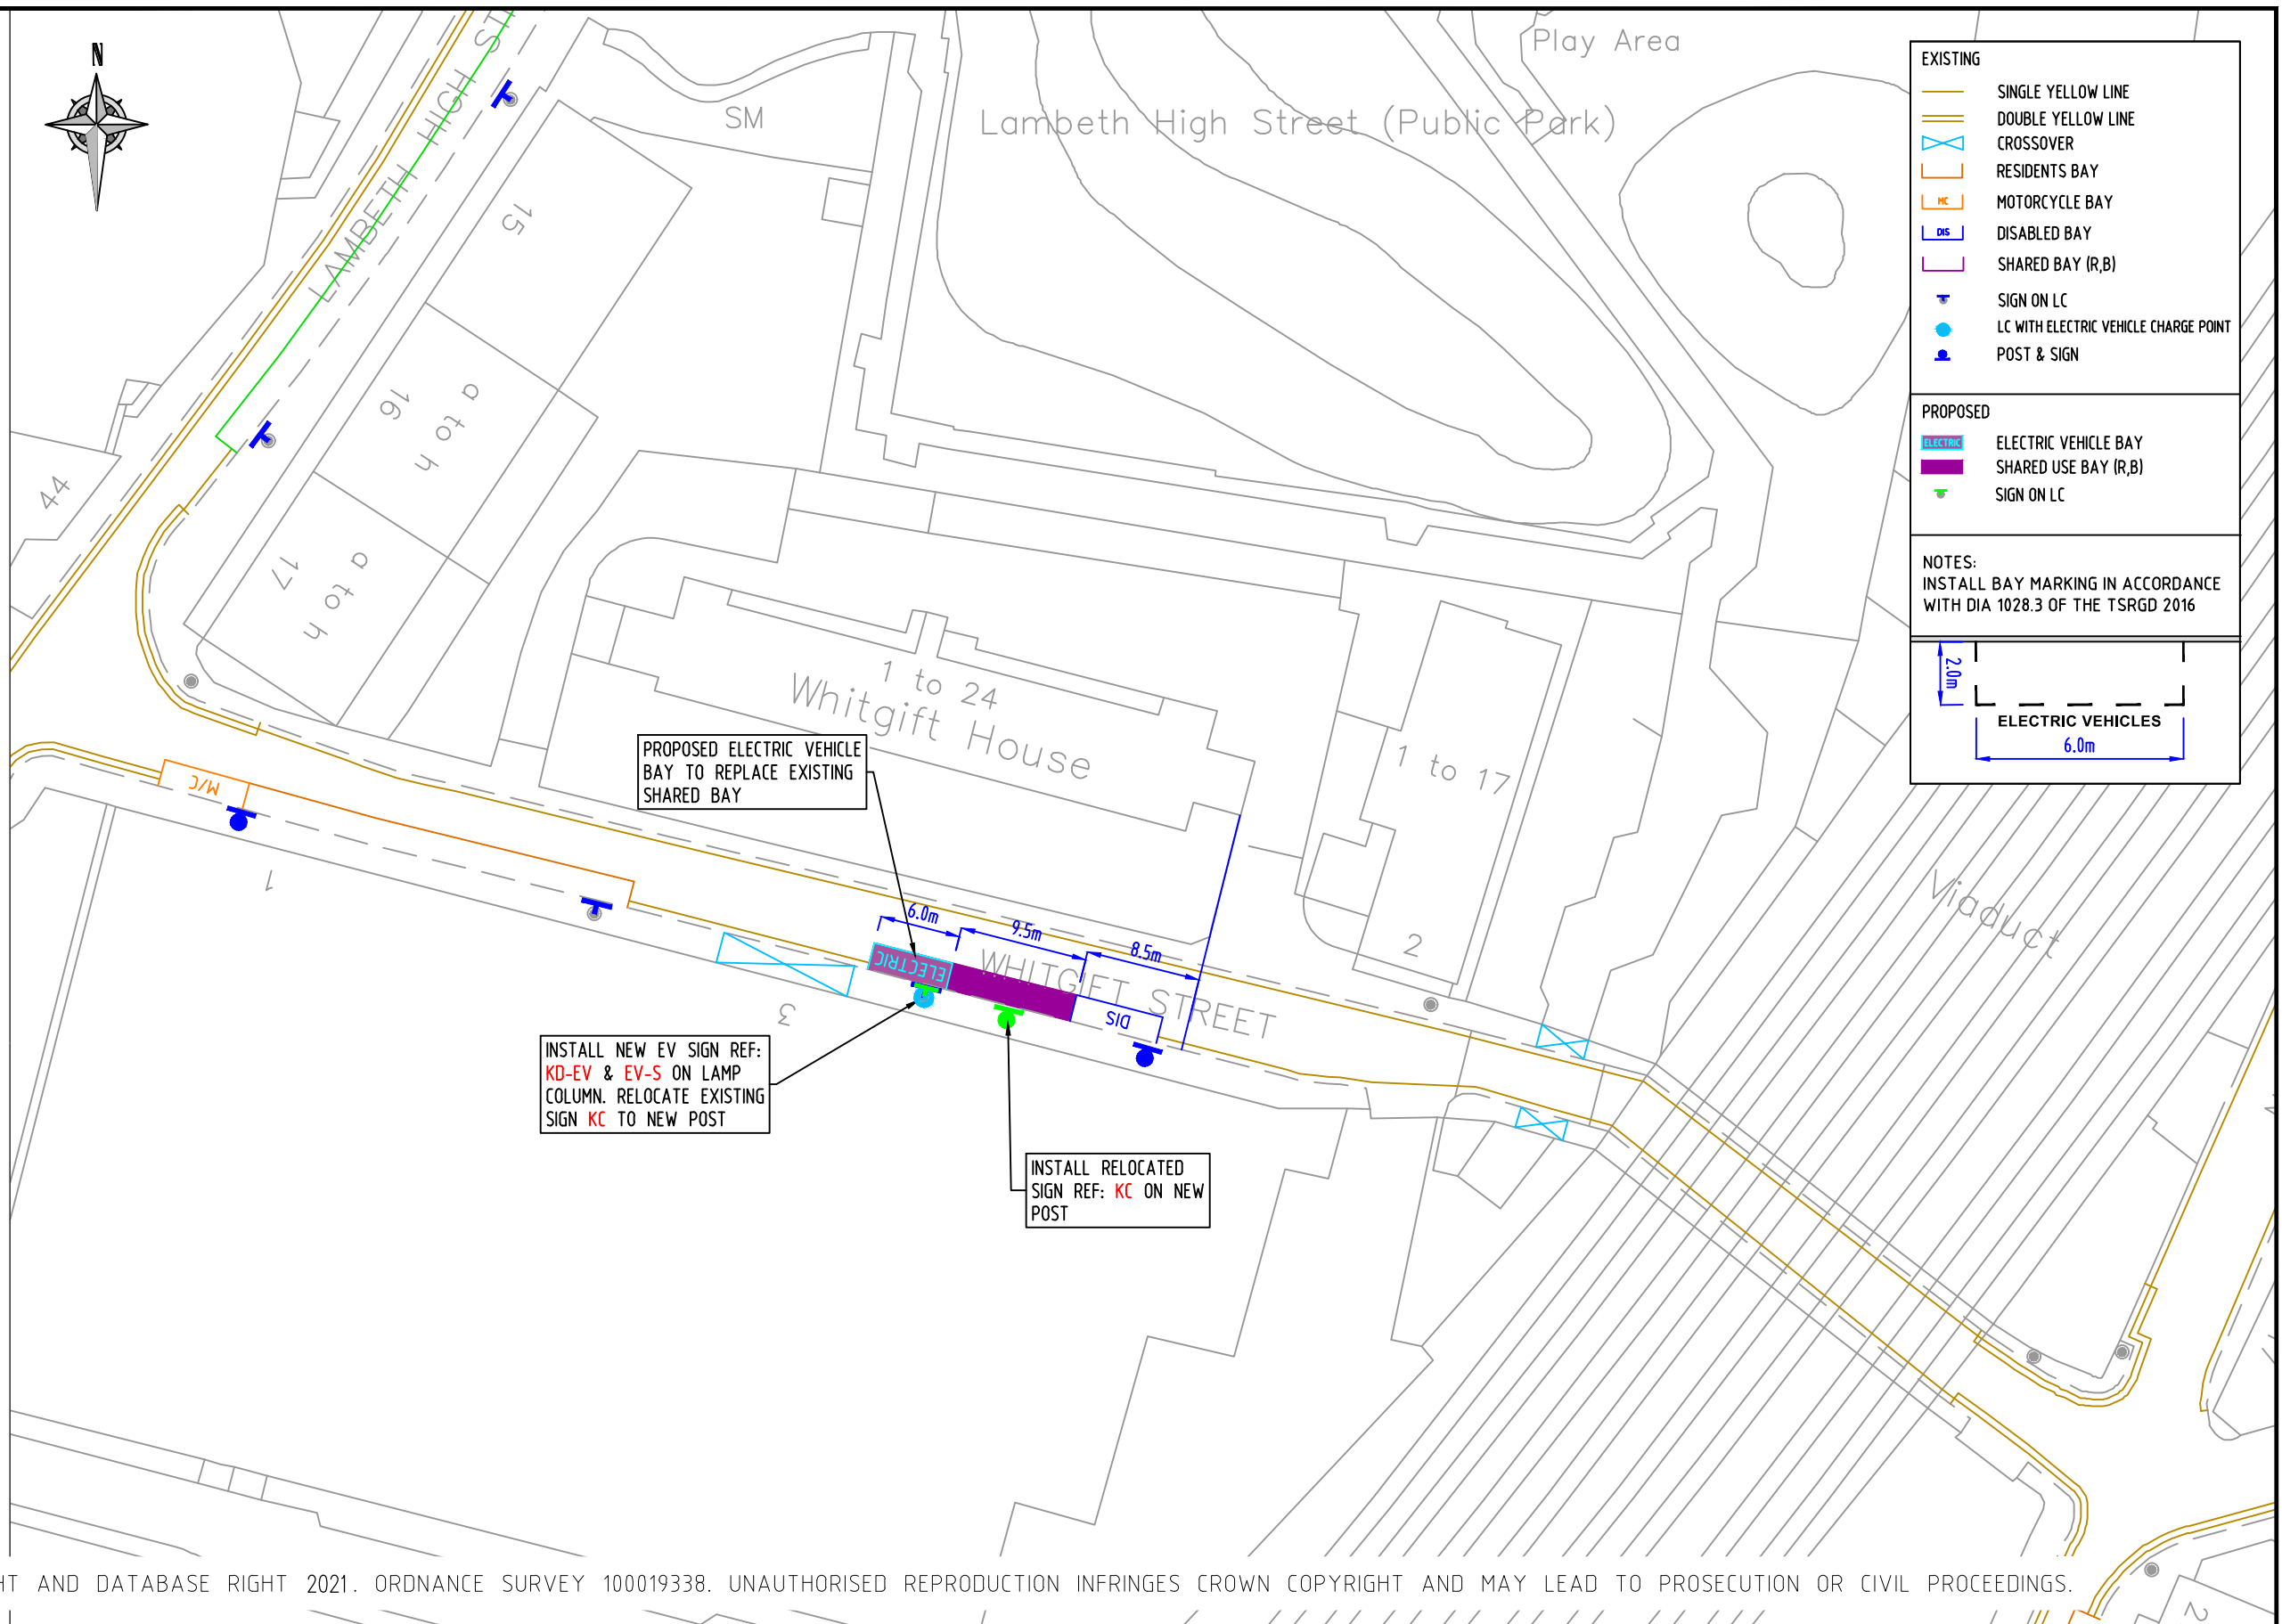 N
LAMBETH HIGH ST
SM
Play Area
Lambeth High Street (Public Park)
15
16
a to h
17
a to h
44
1 to 24
Whitgift House
1 to 17
2
Viaduct
M/C
1
3
PROPOSED ELECTRIC VEHICLE
BAY TO REPLACE EXISTING
SHARED BAY
6.0m
9.5m
8.5m
ELECTRIC
WHITGIFT STREET
DIS
INSTALL NEW EV SIGN REF:
KD-EV & EV-S ON LAMP
COLUMN. RELOCATE EXISTING
SIGN KC TO NEW POST
INSTALL RELOCATED
SIGN REF: KC ON NEW
POST
EXISTING
SINGLE YELLOW LINE
DOUBLE YELLOW LINE
CROSSOVER
RESIDENTS BAY
MC MOTORCYCLE BAY
DIS DISABLED BAY
SHARED BAY (R,B)
SIGN ON LC
LC WITH ELECTRIC VEHICLE CHARGE POINT
POST & SIGN
PROPOSED
ELECTRIC ELECTRIC VEHICLE BAY
SHARED USE BAY (R,B)
SIGN ON LC
NOTES:
INSTALL BAY MARKING IN ACCORDANCE
WITH DIA 1028.3 OF THE TSRGD 2016
2.0m
ELECTRIC VEHICLES
6.0m
2
HT AND DATABASE RIGHT 2021. ORDNANCE SURVEY 100019338. UNAUTHORISED REPRODUCTION INFRINGES CROWN COPYRIGHT AND MAY LEAD TO PROSECUTION OR CIVIL PROCEEDINGS.